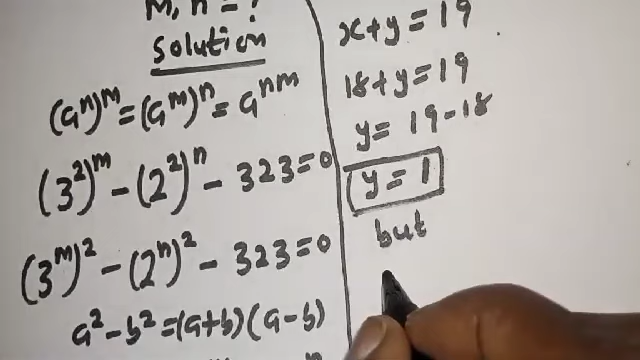 m, n = ?
Solution
(a^n)^m = (a^m)^n = a^nm
(3^2)^m - (2^2)^n - 323 = 0
(3^m)^2 - (2^n)^2 - 323 = 0
a^2 - b^2 = (a+b)(a-b)
x+y = 19
18+y = 19
y = 19-18
y = 1
but